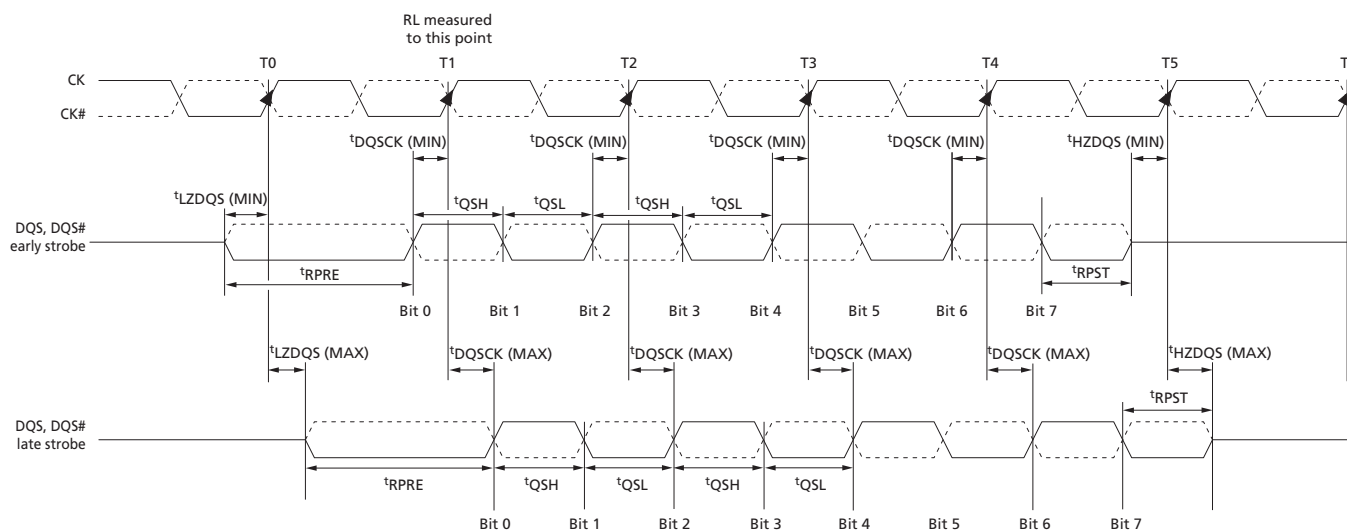 RL measured
to this point
T0 T1 T2 T3 T4 T5 T
CK
CK#
tDQSCK (MIN) tDQSCK (MIN) tDQSCK (MIN) tDQSCK (MIN) tHZDQS (MIN)
tLZDQS (MIN)
tQSH tQSL tQSH tQSL
DQS, DQS#
early strobe
tRPRE tRPST
Bit 0 Bit 1 Bit 2 Bit 3 Bit 4 Bit 5 Bit 6 Bit 7
tLZDQS (MAX) tDQSCK (MAX) tDQSCK (MAX) tDQSCK (MAX) tDQSCK (MAX) tHZDQS (MAX)
tRPST
DQS, DQS#
late strobe
tRPRE tQSH tQSL tQSH tQSL
Bit 0 Bit 1 Bit 2 Bit 3 Bit 4 Bit 5 Bit 6 Bit 7